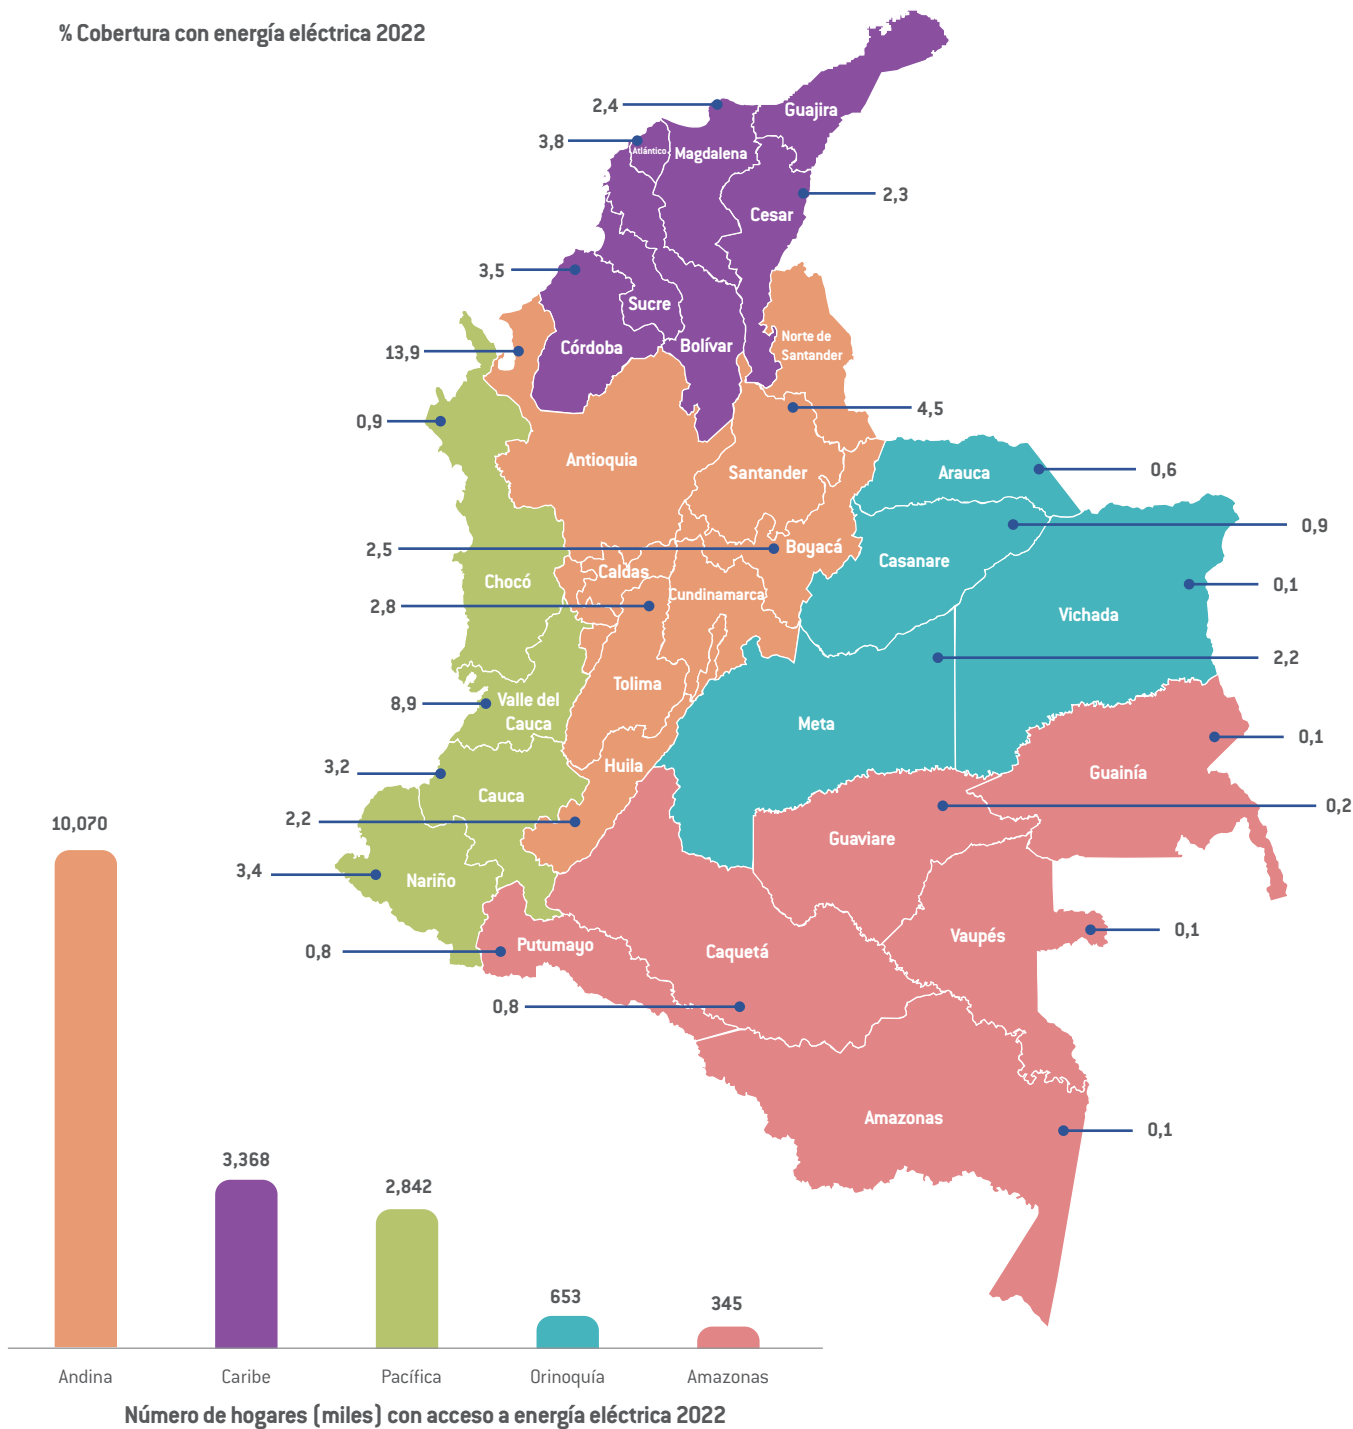 % Cobertura con energía eléctrica 2022
2,4
Guajira
3,8
Atlántico
Magdalena
2,3
Cesar
3,5
Sucre
Córdoba
Bolívar
Norte de
Santander
13,9
0,9
4,5
Antioquia
Santander
Arauca
0,6
0,9
2,5
Boyacá
Casanare
Chocó
Caldas
Cundinamarca
0,1
2,8
Vichada
2,2
Tolima
8,9
Valle del
Cauca
Meta
0,1
3,2
Huila
Guainía
Cauca
0,2
2,2
10,070
Guaviare
3,4
Nariño
0,1
Vaupés
0,8
Putumayo
Caquetá
0,8
Amazonas
0,1
3,368
2,842
653
345
Andina
Caribe
Pacífica
Orinoquía
Amazonas
Número de hogares (miles) con acceso a energía eléctrica 2022